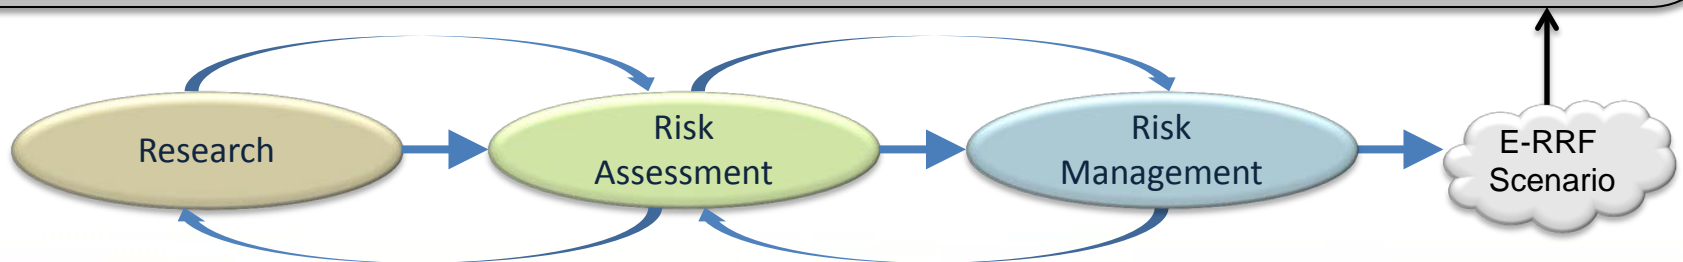 Research
Risk
Assessment
Risk
Management
E-RRF
Scenario